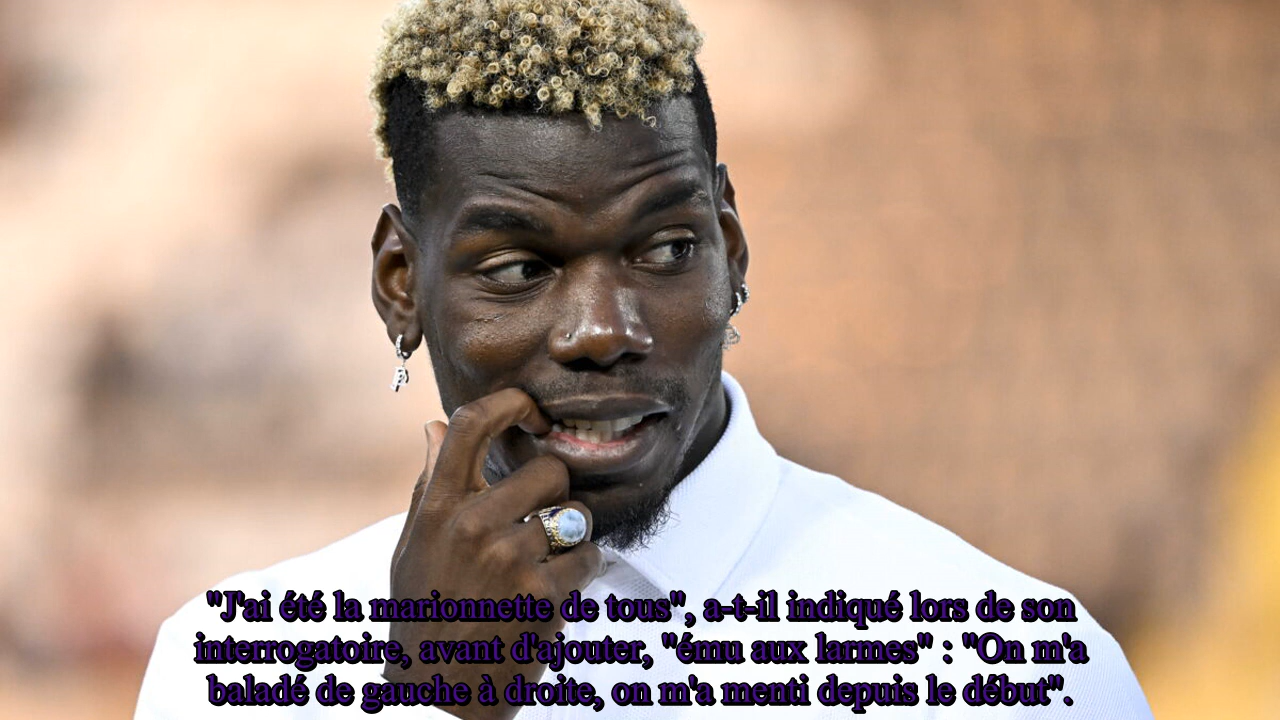 "J'ai été la marionnette de tous", a-t-il indiqué lors de son
interrogatoire, avant d'ajouter, "ému aux larmes" : "On m'a
baladé de gauche à droite, on m'a menti depuis le début".